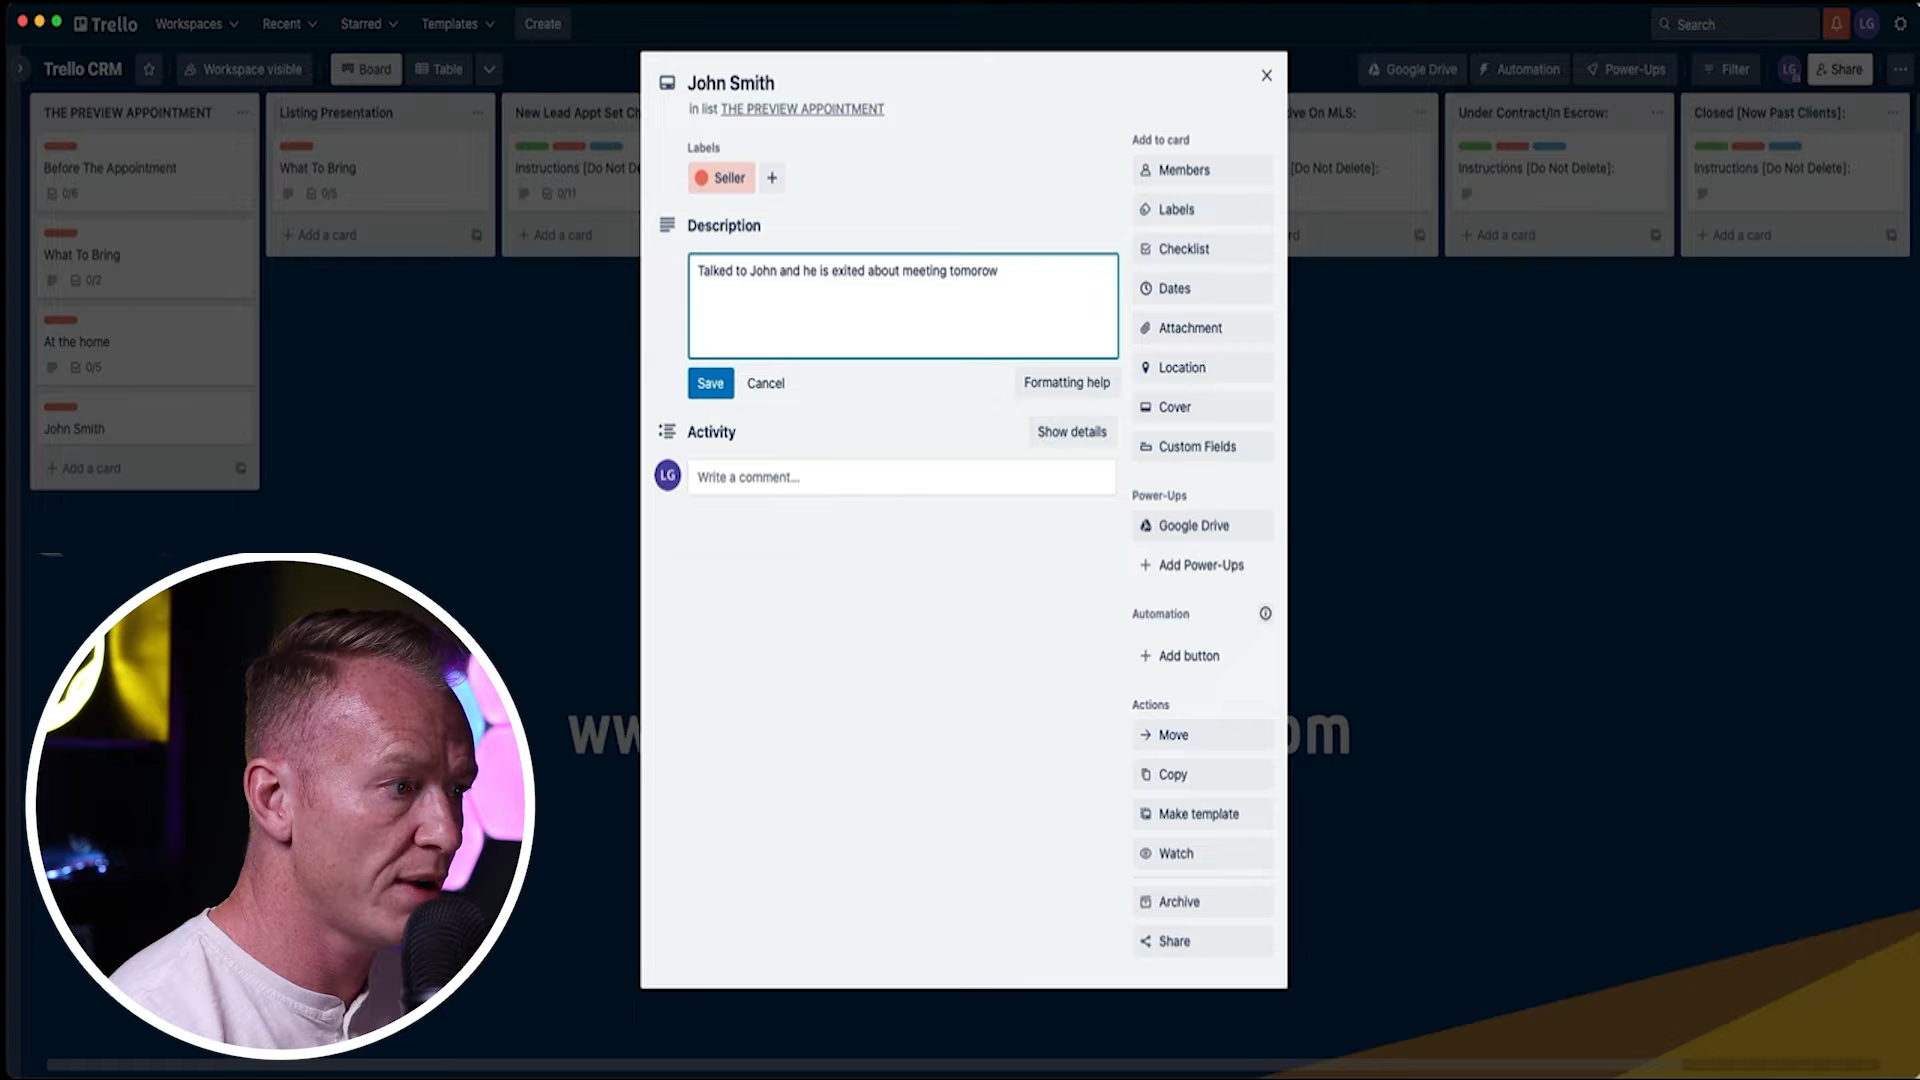 Trello
Workspaces
Recent
Starred
Templates
Create
Search
LG
Trello CRM
Workspace visible
Board
Table
Google Drive
Automation
Power-Ups
Filter
LG
Share
THE PREVIEW APPOINTMENT
Before The Appointment
0/6
What To Bring
0/2
At the home
0/5
John Smith
+ Add a card
Listing Presentation
What To Bring
0/5
+ Add a card
New Lead Appt Set
Instructions [Do Not Delete]:
0/11
+ Add a card
John Smith
in list THE PREVIEW APPOINTMENT
Labels
Seller
+
Description
Talked to John and he is exited about meeting tomorow
Save
Cancel
Formatting help
Activity
Show details
LG
Write a comment...
Add to card
Members
Labels
Checklist
Dates
Attachment
Location
Cover
Custom Fields
Power-Ups
Google Drive
+ Add Power-Ups
Automation
+ Add button
Actions
Move
Copy
Make template
Watch
Archive
Share
On MLS:
[Do Not Delete]:
Under Contract/In Escrow:
Instructions [Do Not Delete]:
+ Add a card
Closed [Now Past Clients]:
Instructions [Do Not Delete]:
+ Add a card